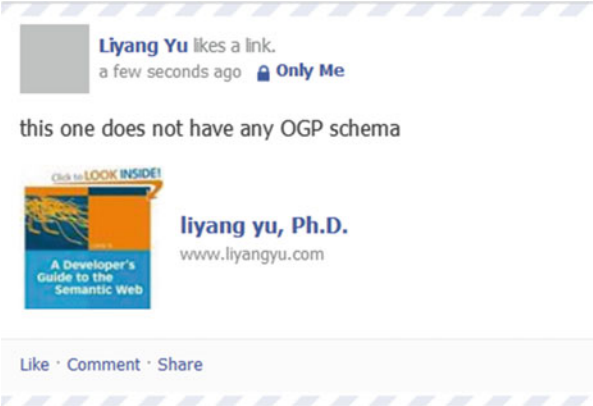 Liyang Yu likes a link.
a few seconds ago Only Me
this one does not have any OGP schema
Click to LOOK INSIDE!
A Developer's
Guide to the
Semantic Web
liyang yu, Ph.D.
www.liyangyu.com
Like · Comment · Share